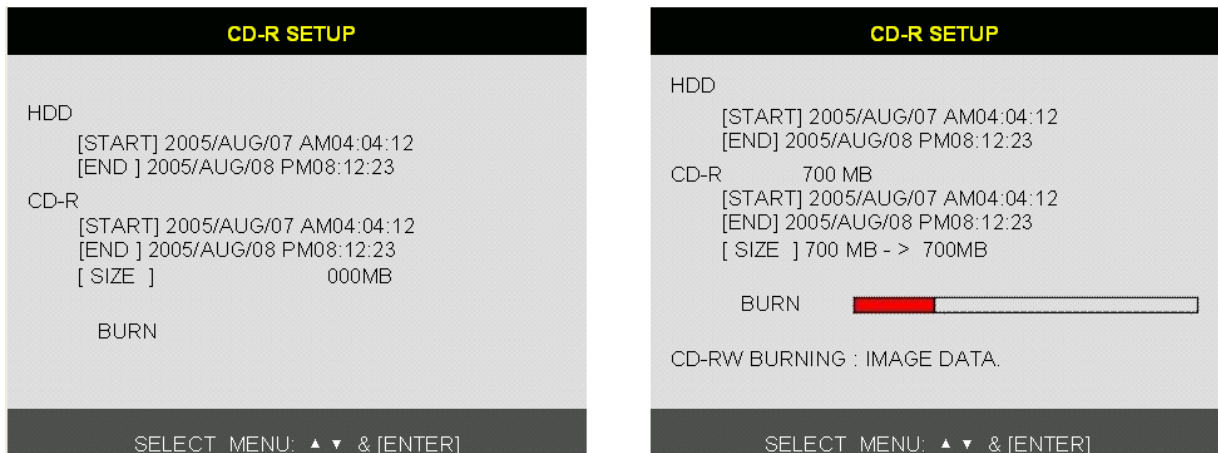 CD-R SETUP
HDD
[START] 2005/AUG/07 AM04:04:12
[END ] 2005/AUG/08 PM08:12:23
CD-R
[START] 2005/AUG/07 AM04:04:12
[END ] 2005/AUG/08 PM08:12:23
[ SIZE ] 000MB
BURN
SELECT MENU: ▲ ▼ & [ENTER]
CD-R SETUP
HDD
[START] 2005/AUG/07 AM04:04:12
[END] 2005/AUG/08 PM08:12:23
CD-R 700 MB
[START] 2005/AUG/07 AM04:04:12
[END] 2005/AUG/08 PM08:12:23
[ SIZE ] 700 MB - > 700MB
BURN
CD-RW BURNING : IMAGE DATA.
SELECT MENU: ▲ ▼ & [ENTER]